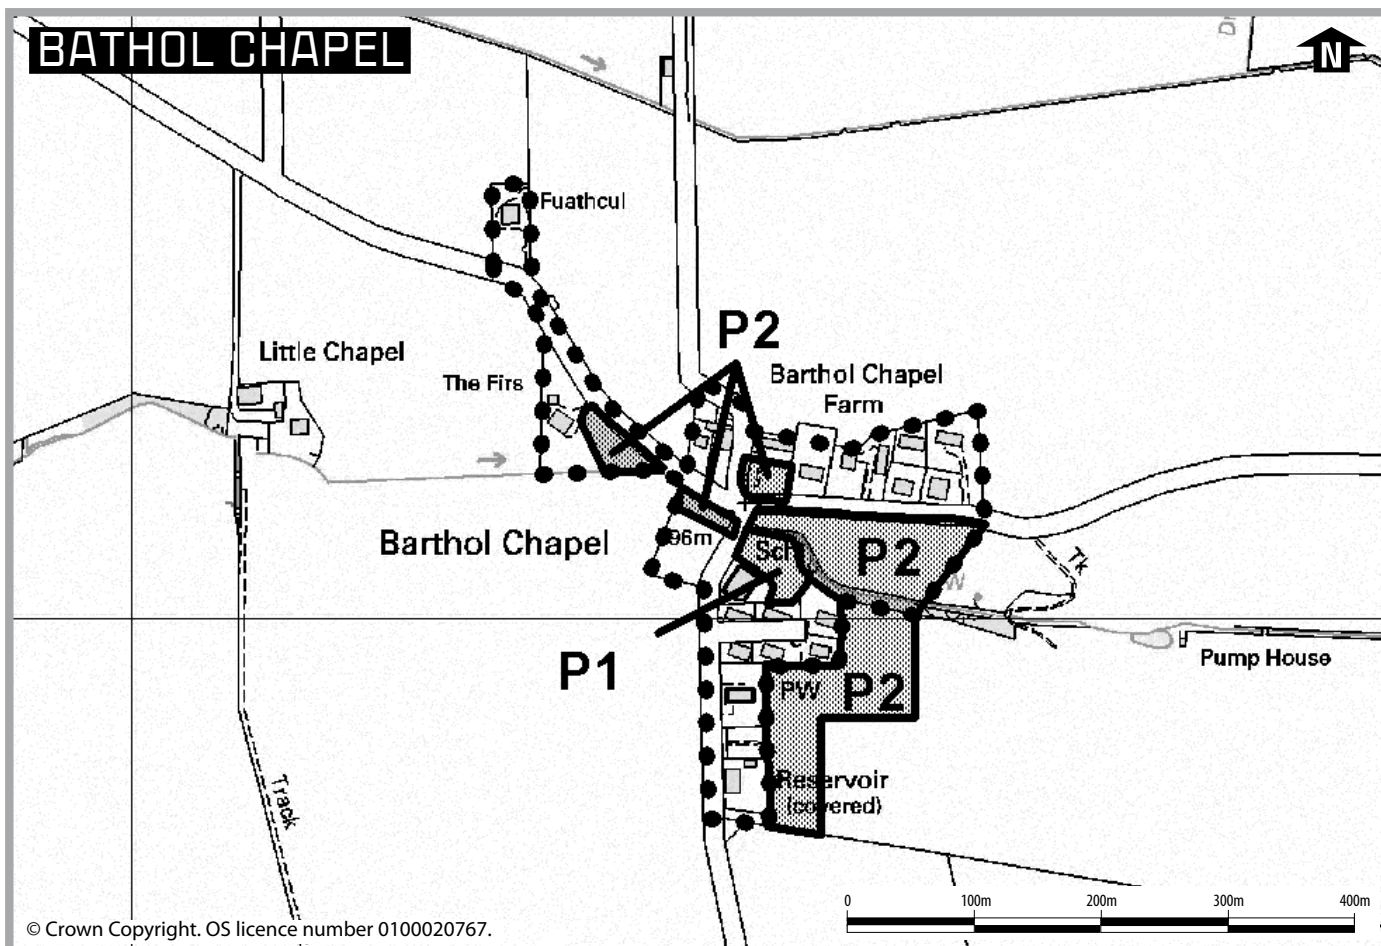 BATHOL CHAPEL
N
Fuathcul
P2
Little Chapel
The Firs
Barthol Chapel
Farm
Barthol Chapel
96m
Sch
P2
Tk
W
Pump House
P1
PW
P2
Track
Reservoir
(covered)
0 100m 200m 300m 400m
© Crown Copyright. OS licence number 0100020767.